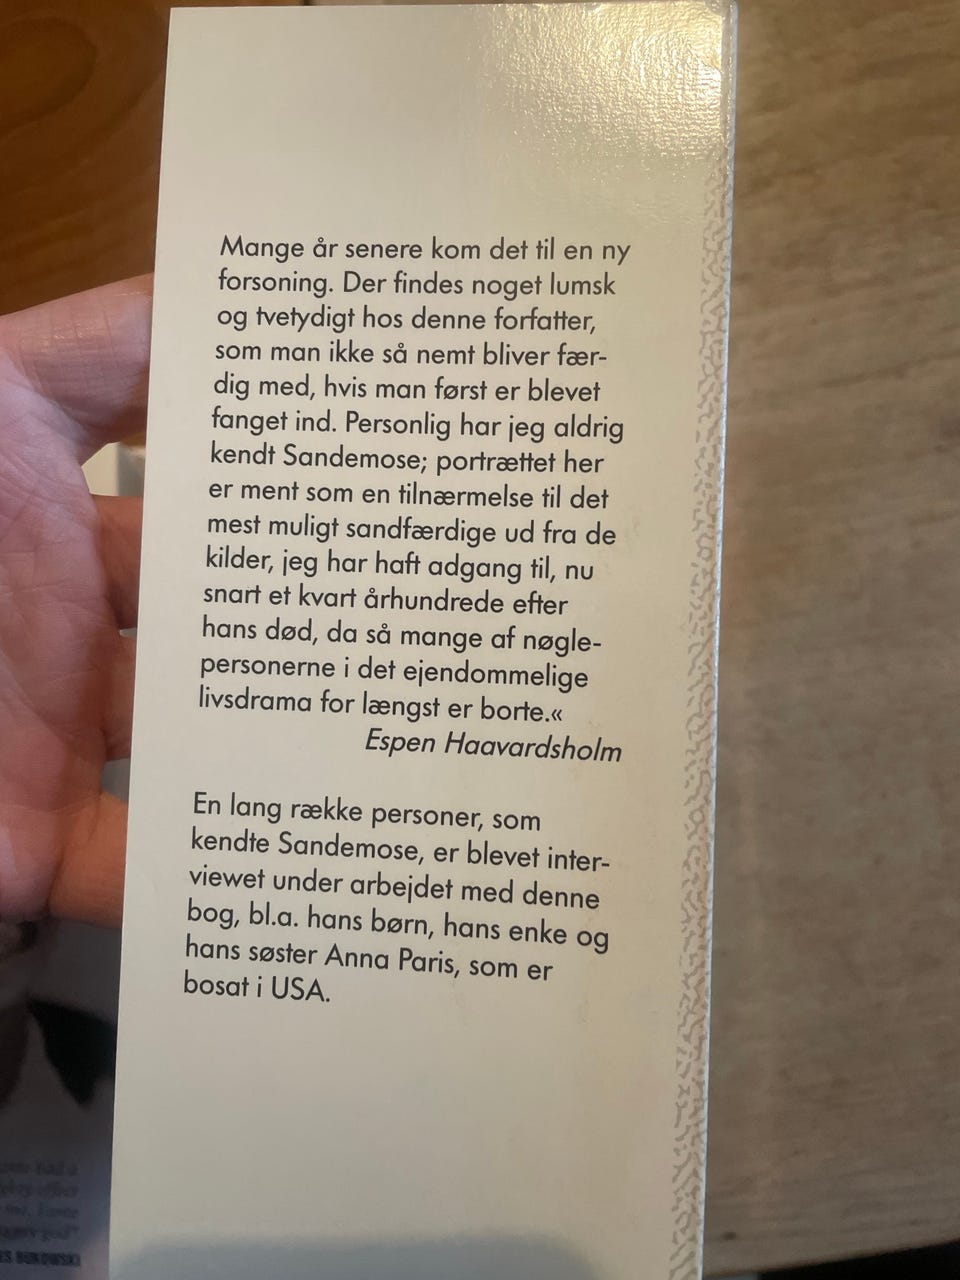 Mange år senere kom det til en ny
forsoning. Der findes noget lumsk
og tvetydigt hos denne forfatter,
som man ikke så nemt bliver fær-
dig med, hvis man først er blevet
fanget ind. Personlig har jeg aldrig
kendt Sandemose; portrættet her
er ment som en tilnærmelse til det
mest muligt sandfærdige ud fra de
kilder, jeg har haft adgang til, nu
snart et kvart århundrede efter
hans død, da så mange af nøgle-
personerne i det ejendommelige
livsdrama for længst er borte.«
Espen Haavardsholm
En lang række personer, som
kendte Sandemose, er blevet inter-
viewet under arbejdet med denne
bog, bl.a. hans børn, hans enke og
hans søster Anna Paris, som er
bosat i USA.
BUKOWSKI